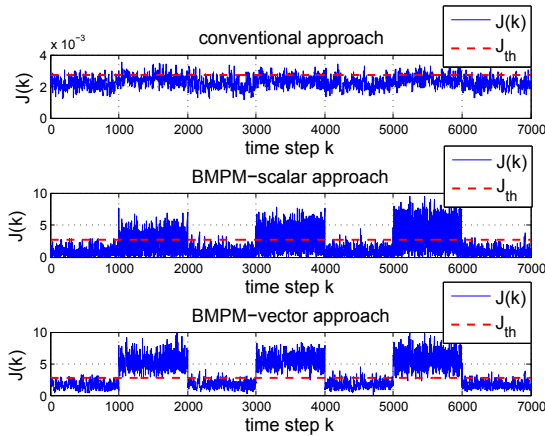 J(k)
J_th
x 10^-3
conventional approach
4
2
0
J(k)
0 1000 2000 3000 4000 5000 6000 7000
time step k
J(k)
J_th
BMPM-scalar approach
10
5
0
J(k)
0 1000 2000 3000 4000 5000 6000 7000
time step k
J(k)
J_th
BMPM-vector approach
10
5
0
J(k)
0 1000 2000 3000 4000 5000 6000 7000
time step k